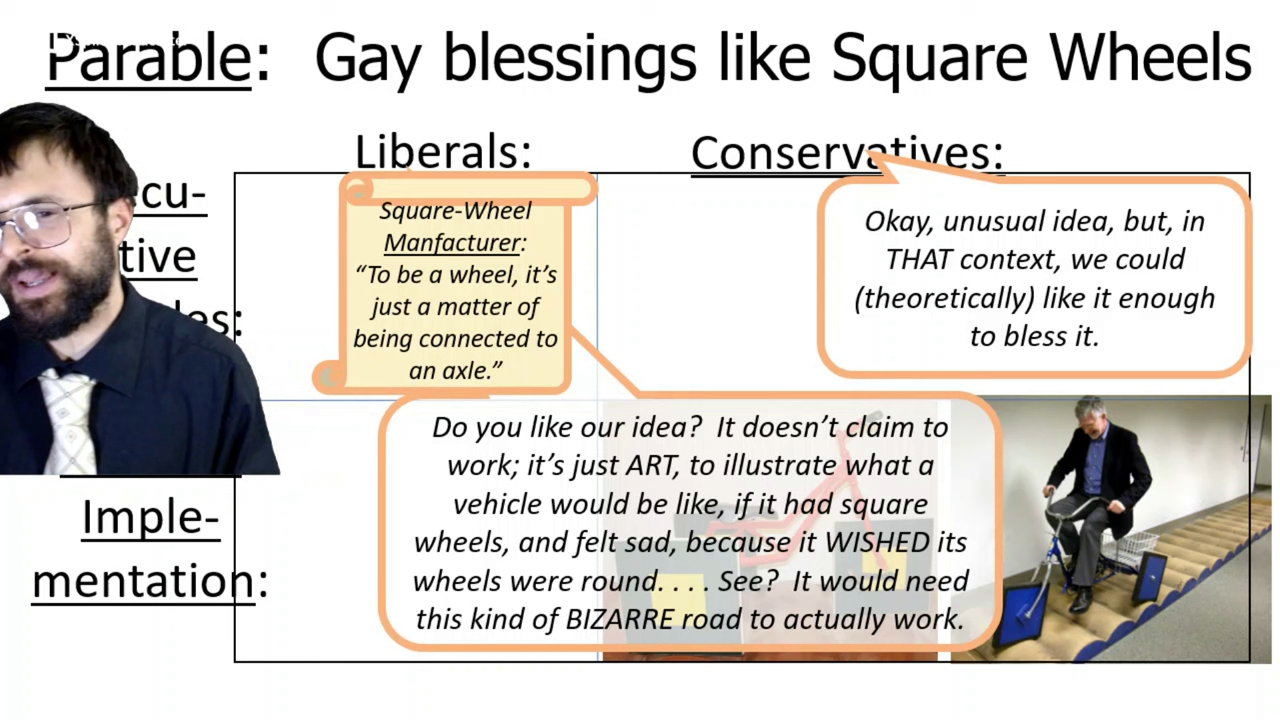 Parable: Gay blessings like Square Wheels
Liberals:
Conservatives:
cu-
tive
es:
Square-Wheel
Manfacturer:
“To be a wheel, it’s
just a matter of
being connected to
an axle.”
Okay, unusual idea, but, in
THAT context, we could
(theoretically) like it enough
to bless it.
Do you like our idea? It doesn’t claim to
work; it’s just ART, to illustrate what a
vehicle would be like, if it had square
wheels, and felt sad, because it WISHED its
wheels were round. . . . See? It would need
this kind of BIZARRE road to actually work.
Imple-
mentation: